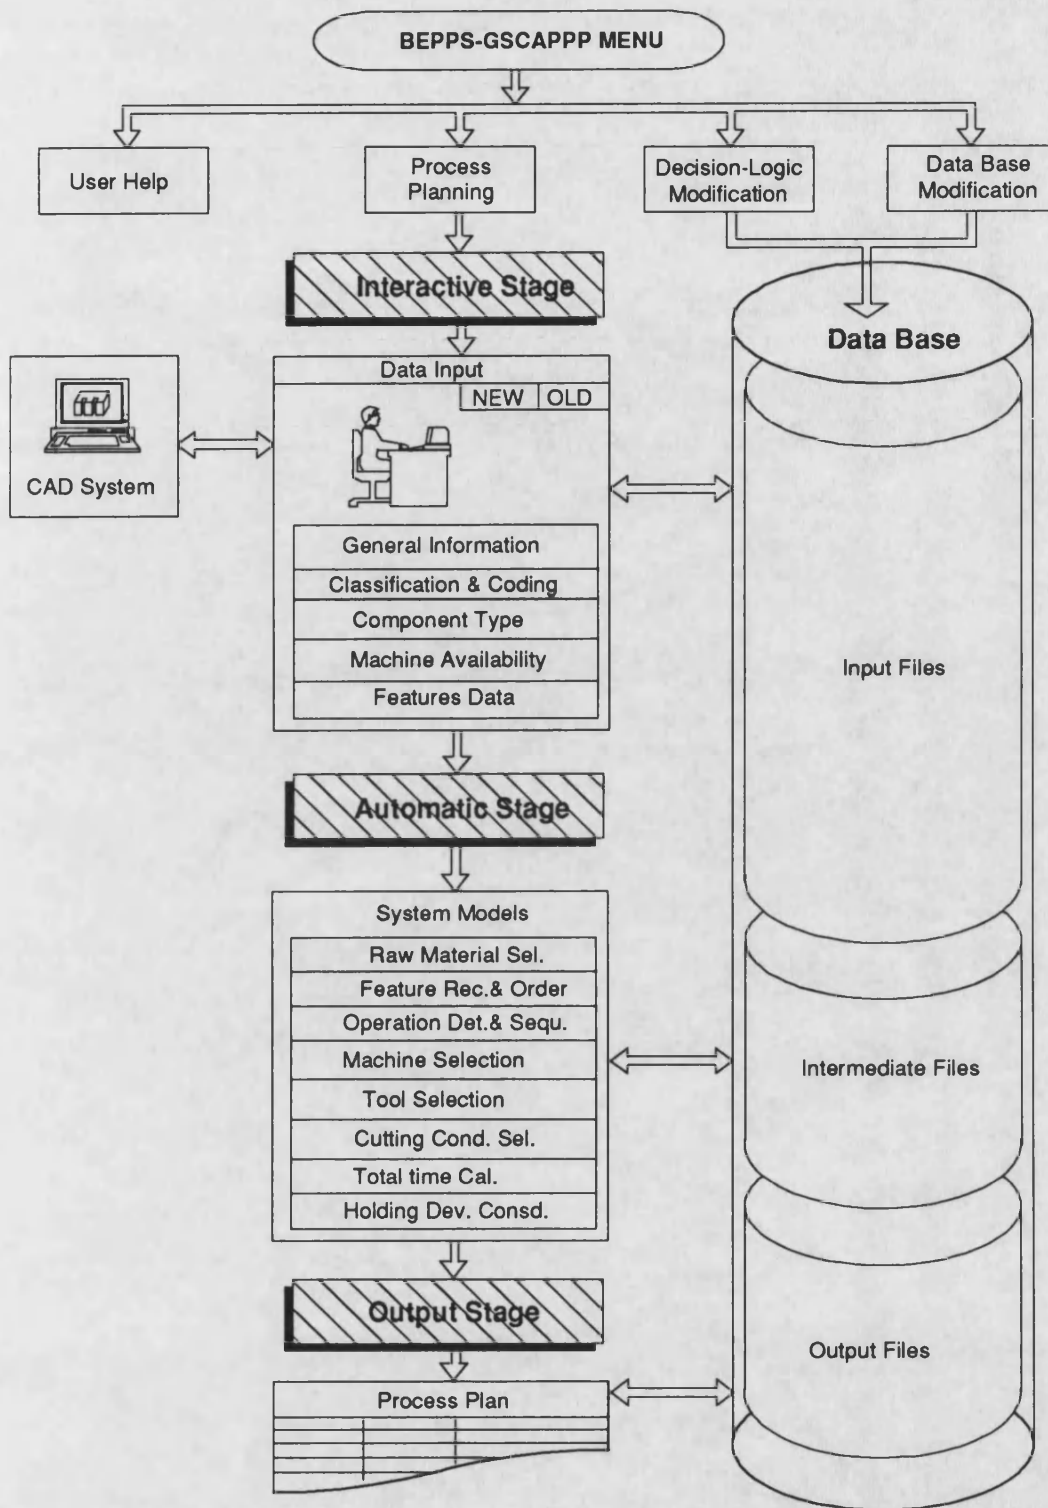 BEPPS-GSCAPPP MENU
User Help
Process
Planning
Decision-Logic
Modification
Data Base
Modification
Interactive Stage
Data Base
Data Input
NEW
OLD
CAD System
General Information
Classification & Coding
Component Type
Machine Availability
Features Data
Input Files
Automatic Stage
System Models
Raw Material Sel.
Feature Rec.& Order
Operation Det.& Sequ.
Machine Selection
Tool Selection
Cutting Cond. Sel.
Total time Cal.
Holding Dev. Consd.
Intermediate Files
Output Stage
Output Files
Process Plan